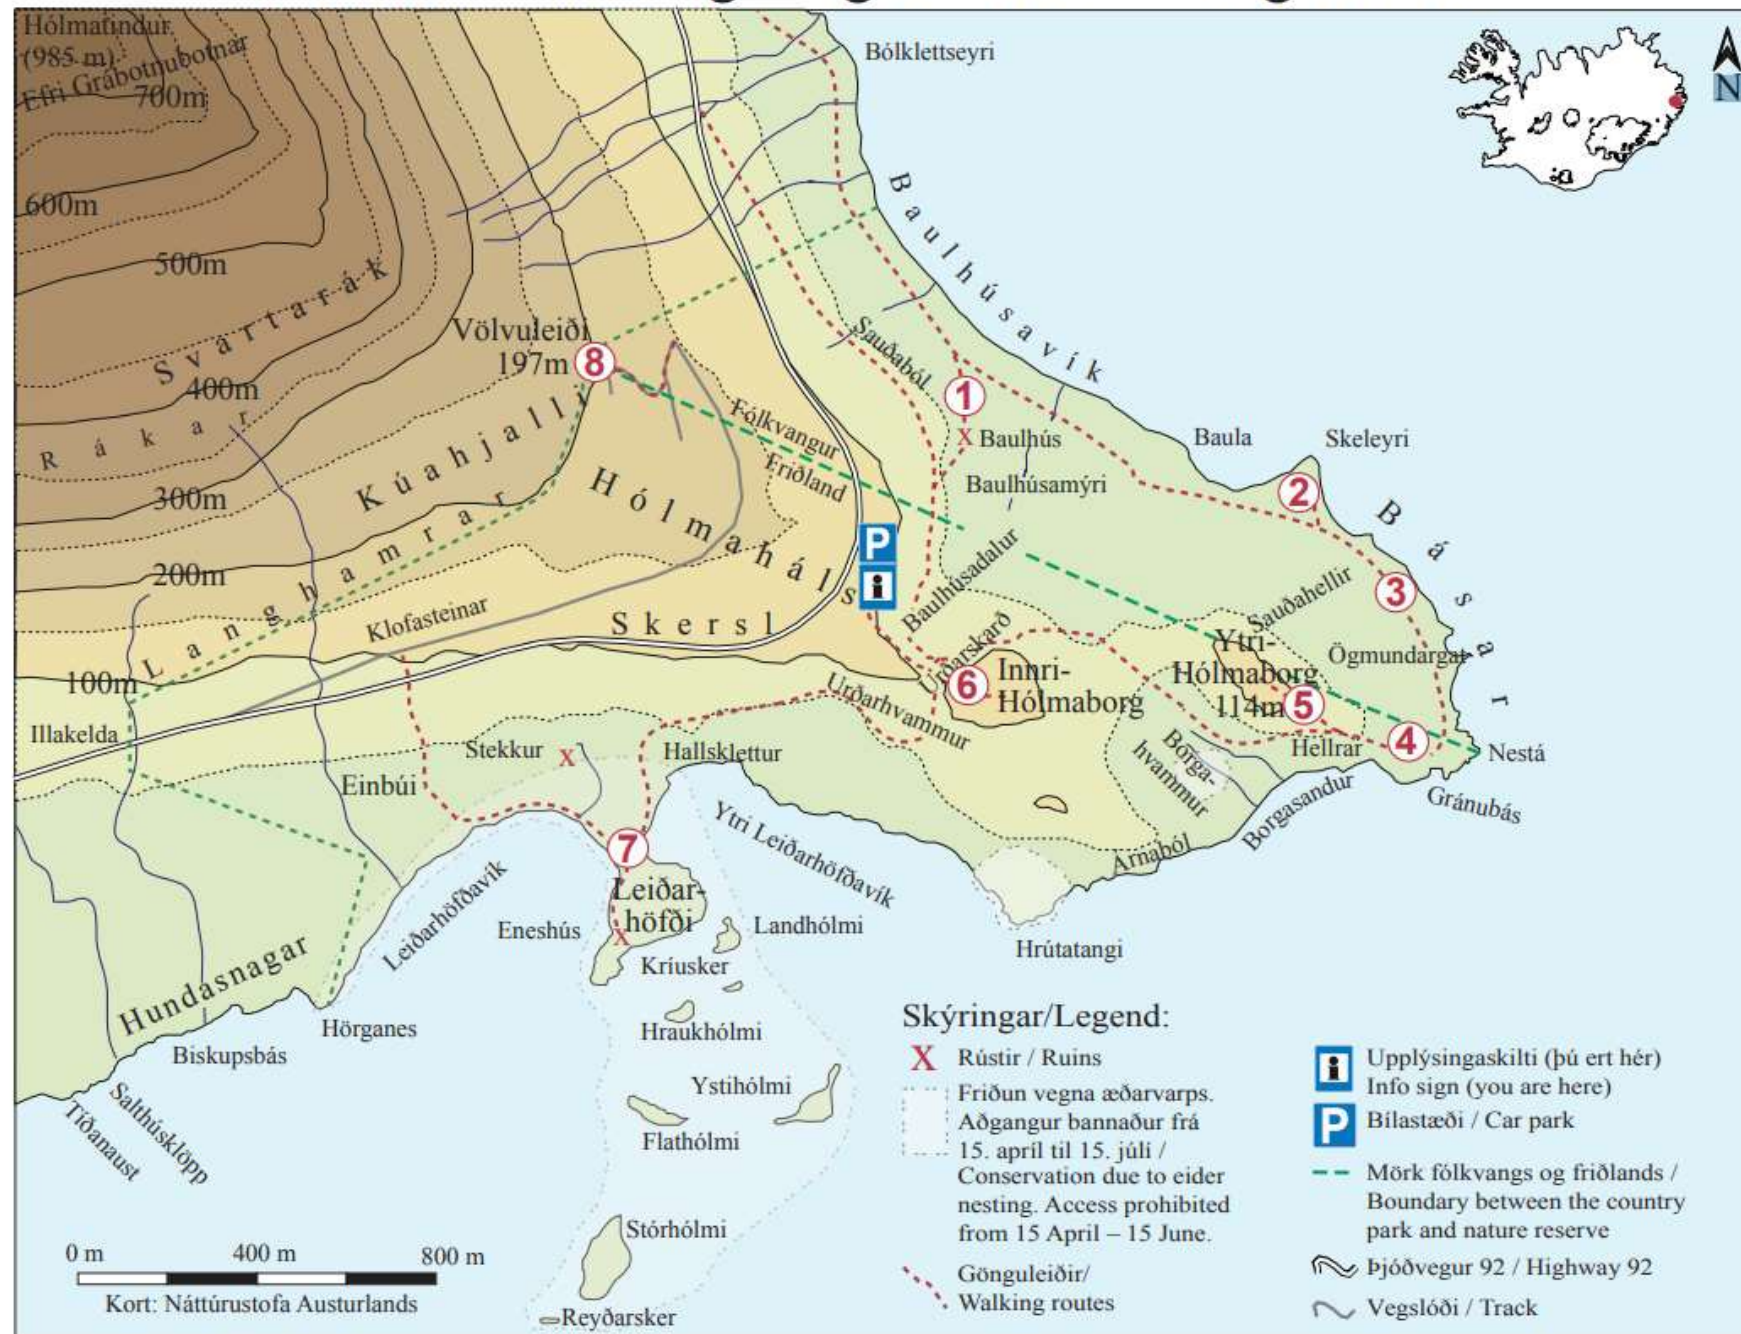 Hólmatindur
(985 m)
Efri Grábotnubotnar
700m
600m
500m
Svartarák
400m
Rákar
300m
200m
100m
Bólklettseyri
N
Baulhúsavík
Völvuleiði
197m
8
Kúahjalli
Langhamrar
Hólmaháls
Klofasteinar
Skersl
Fólkvangur
Friðland
Sauðaból
1
X Baulhús
Baulhúsamýri
Baulhúsadalur
Baula
Skeleyri
2
Básar
3
Sauðahellir
Ögmundargat
Ytri-
Hólmaborg
114m
5
4
Hellrar
Nestá
Gránubás
P
i
Urðarskarð
6
Innri-
Hólmaborg
Urðarhvammur
Borga-
hvammur
Borgasandur
Arnaból
Hrútatangi
Illakelda
Einbúi
Stekkur X
Hallsklettur
Ytri Leiðarhöfðavík
7
Leiðar-
höfði
X
Eneshús
Leiðarhöfðavík
Landhólmi
Kríusker
Hraukhólmi
Ystihólmi
Flathólmi
Stórhólmi
Reyðarsker
Hundasnagar
Hörganes
Biskupsbás
Salthúsklöpp
Tíðanaust
0 m 400 m 800 m
Kort: Náttúrustofa Austurlands
Skýringar/Legend:
X Rústir / Ruins
Friðun vegna æðarvarps.
Aðgangur bannaður frá
15. apríl til 15. júlí /
Conservation due to eider
nesting. Access prohibited
from 15 April – 15 June.
Gönguleiðir/
Walking routes
i Upplýsingaskilti (þú ert hér)
Info sign (you are here)
P Bílastæði / Car park
Mörk fólkvangs og friðlands /
Boundary between the country
park and nature reserve
Þjóðvegur 92 / Highway 92
Vegslóði / Track